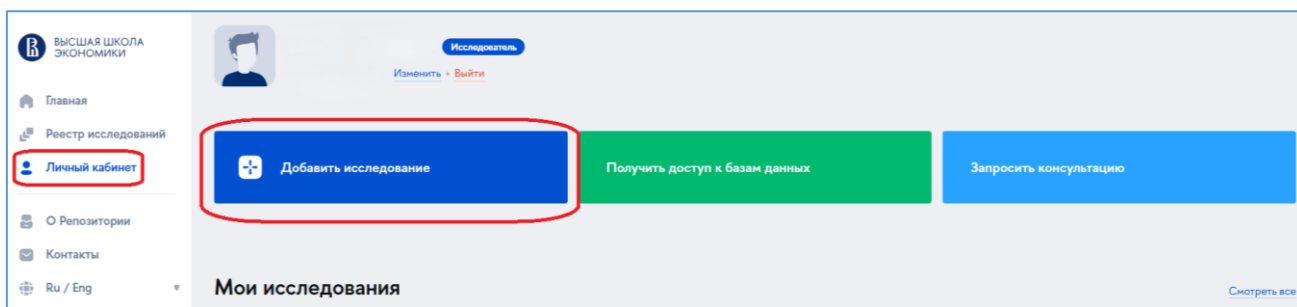 ВЫСШАЯ ШКОЛА
ЭКОНОМИКИ
Главная
Реестр исследований
Личный кабинет
О Репозитории
Контакты
Ru / Eng
Исследователь
Изменить • Выйти
Добавить исследование
Получить доступ к базам данных
Запросить консультацию
Мои исследования
Смотреть все